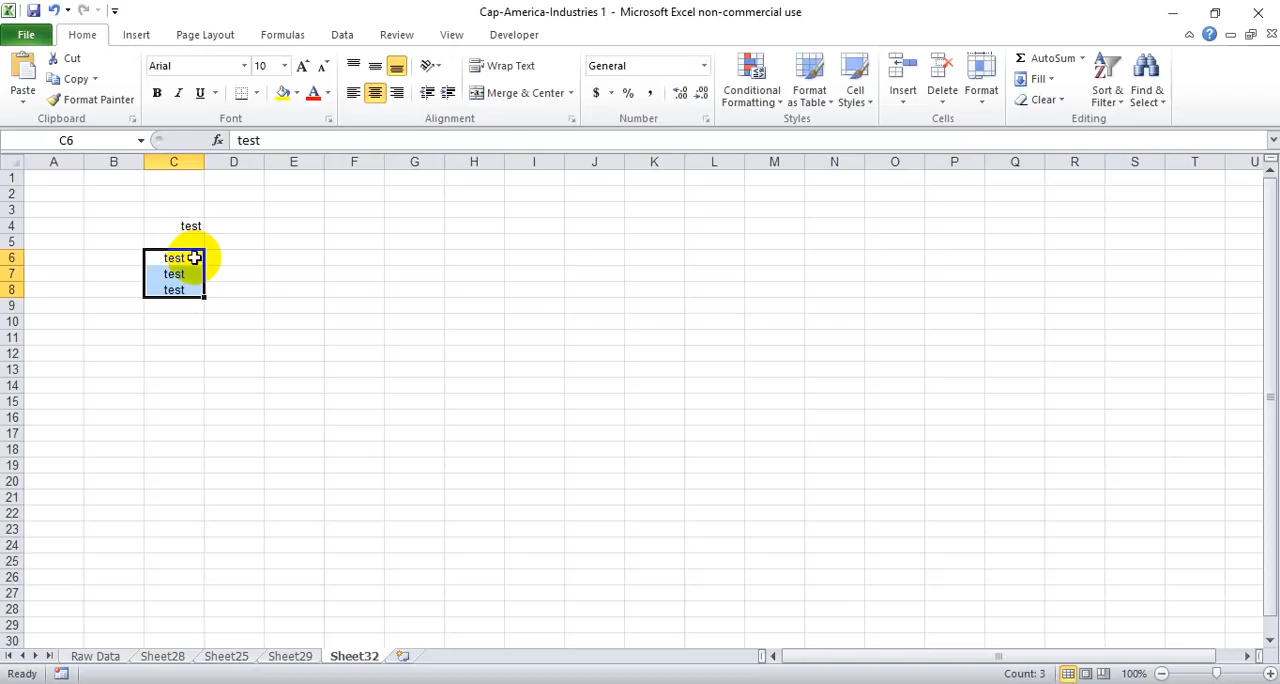 Cap-America-Industries 1 - Microsoft Excel non-commercial use
File Home Insert Page Layout Formulas Data Review View Developer
Paste
Cut
Copy
Format Painter
Clipboard
Arial 10
B I U
Font
Wrap Text
Merge & Center
Alignment
General
$ % ,
Number
Conditional Formatting
Format as Table
Cell Styles
Styles
Insert Delete Format
Cells
Σ AutoSum
Fill
Clear
Sort & Filter
Find & Select
Editing
C6 fx test
A B C D E F G H I J K L M N O P Q R S T U
1
2
3
4 test
5
6 test
7 test
8 test
9
10
11
12
13
14
15
16
17
18
19
20
21
22
23
24
25
26
27
28
29
30
Raw Data Sheet28 Sheet25 Sheet29 Sheet32
Ready Count: 3 100%